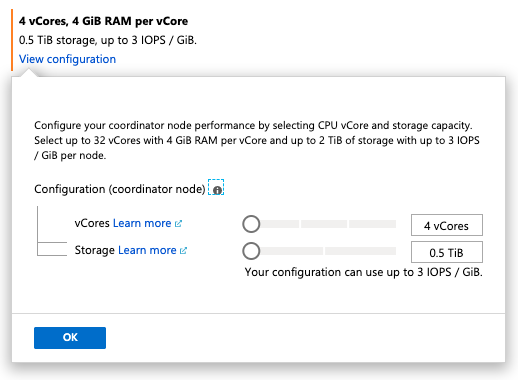 4 vCores, 4 GiB RAM per vCore
0.5 TiB storage, up to 3 IOPS / GiB.
View configuration
Configure your coordinator node performance by selecting CPU vCore and storage capacity.
Select up to 32 vCores with 4 GiB RAM per vCore and up to 2 TiB of storage with up to 3 IOPS
/ GiB per node.
Configuration (coordinator node)
vCores Learn more 4 vCores
Storage Learn more 0.5 TiB
Your configuration can use up to 3 IOPS / GiB.
OK